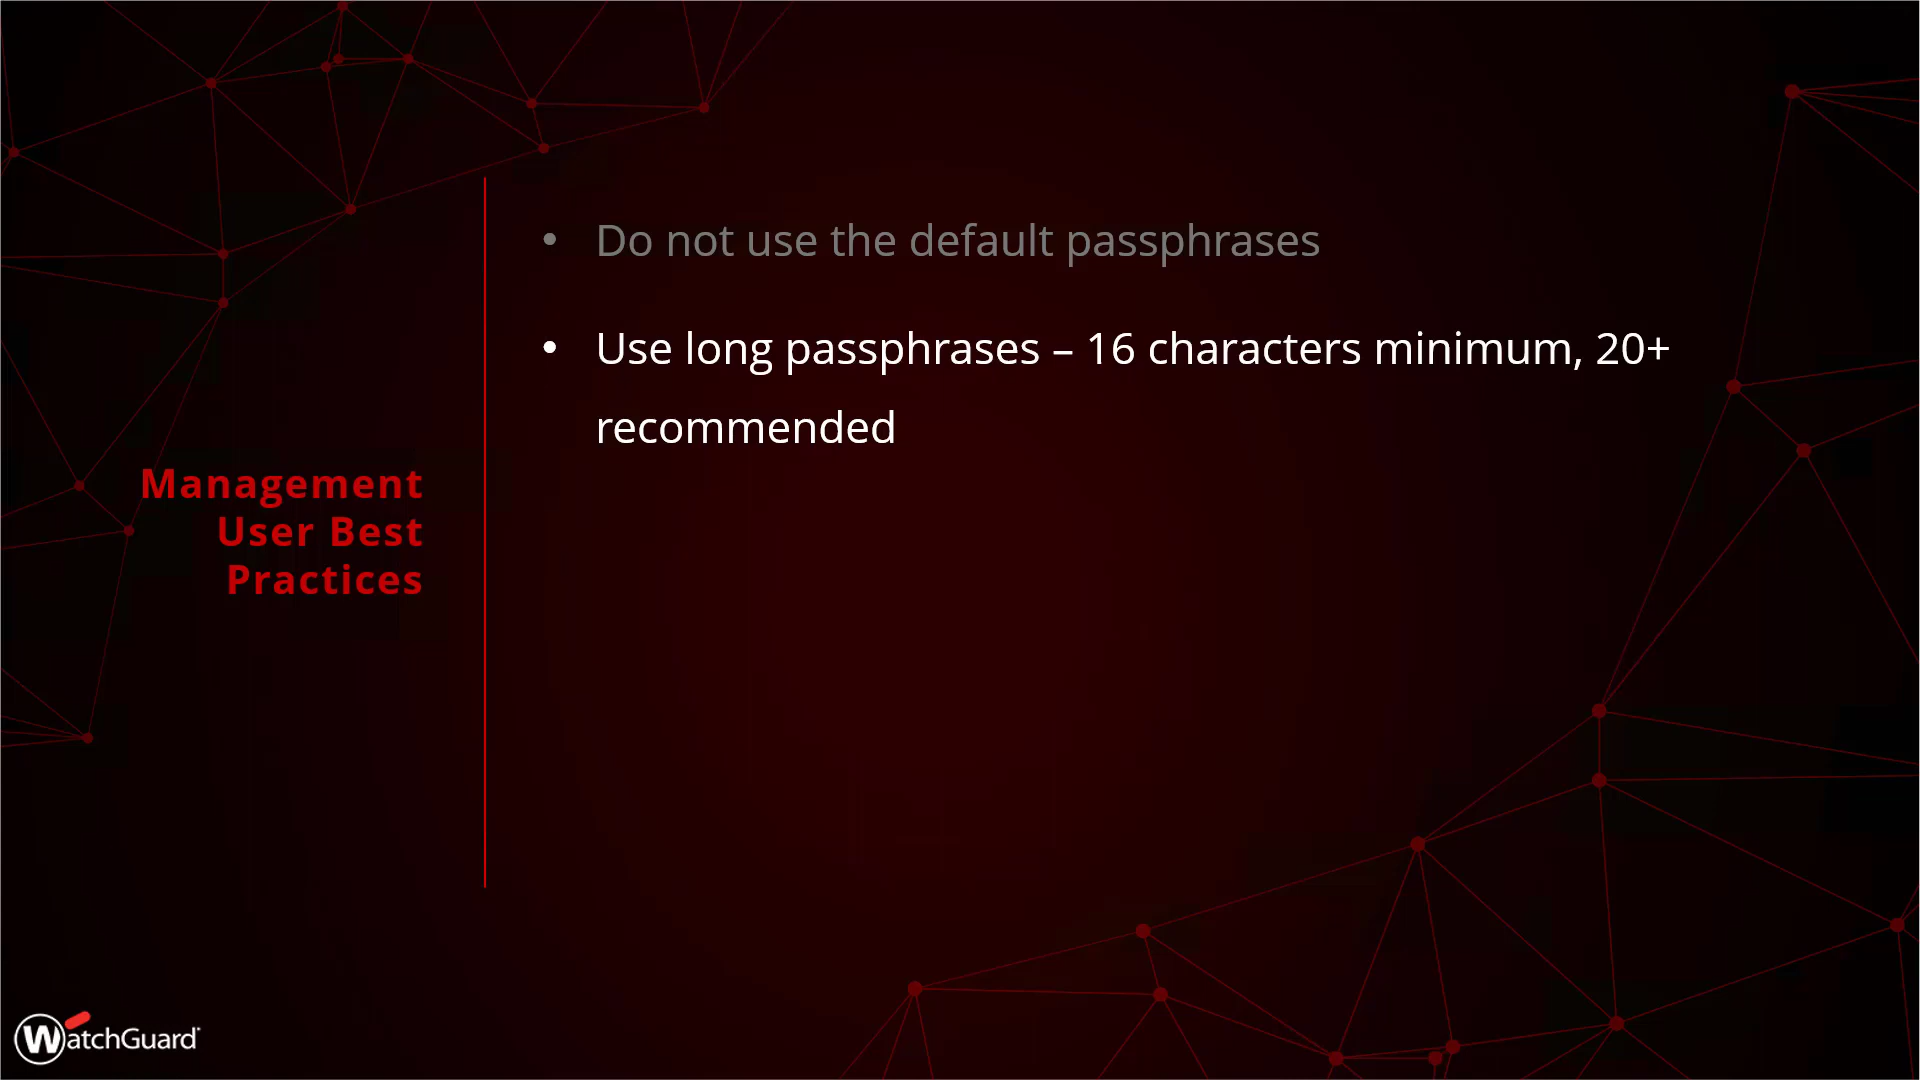 • Do not use the default passphrases
• Use long passphrases – 16 characters minimum, 20+
recommended
Management
User Best
Practices
WatchGuard